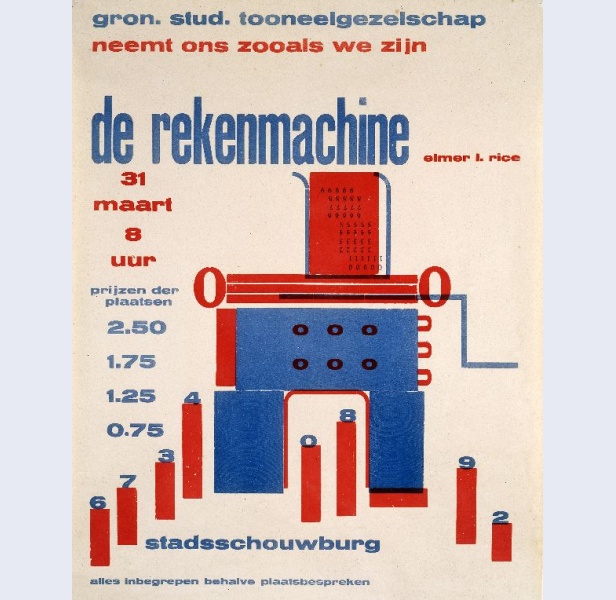 gron. stud. tooneelgezelschap
neemt ons zooals we zijn
de rekenmachine
elmer l. rice
31
maart
8
uur
prijzen der
plaatsen
2.50
1.75
1.25
0.75
O O
o o o
o o o
0
0
0
4
8
0
3
9
7
6
2
stadsschouwburg
alles inbegrepen behalve plaatsbespreken